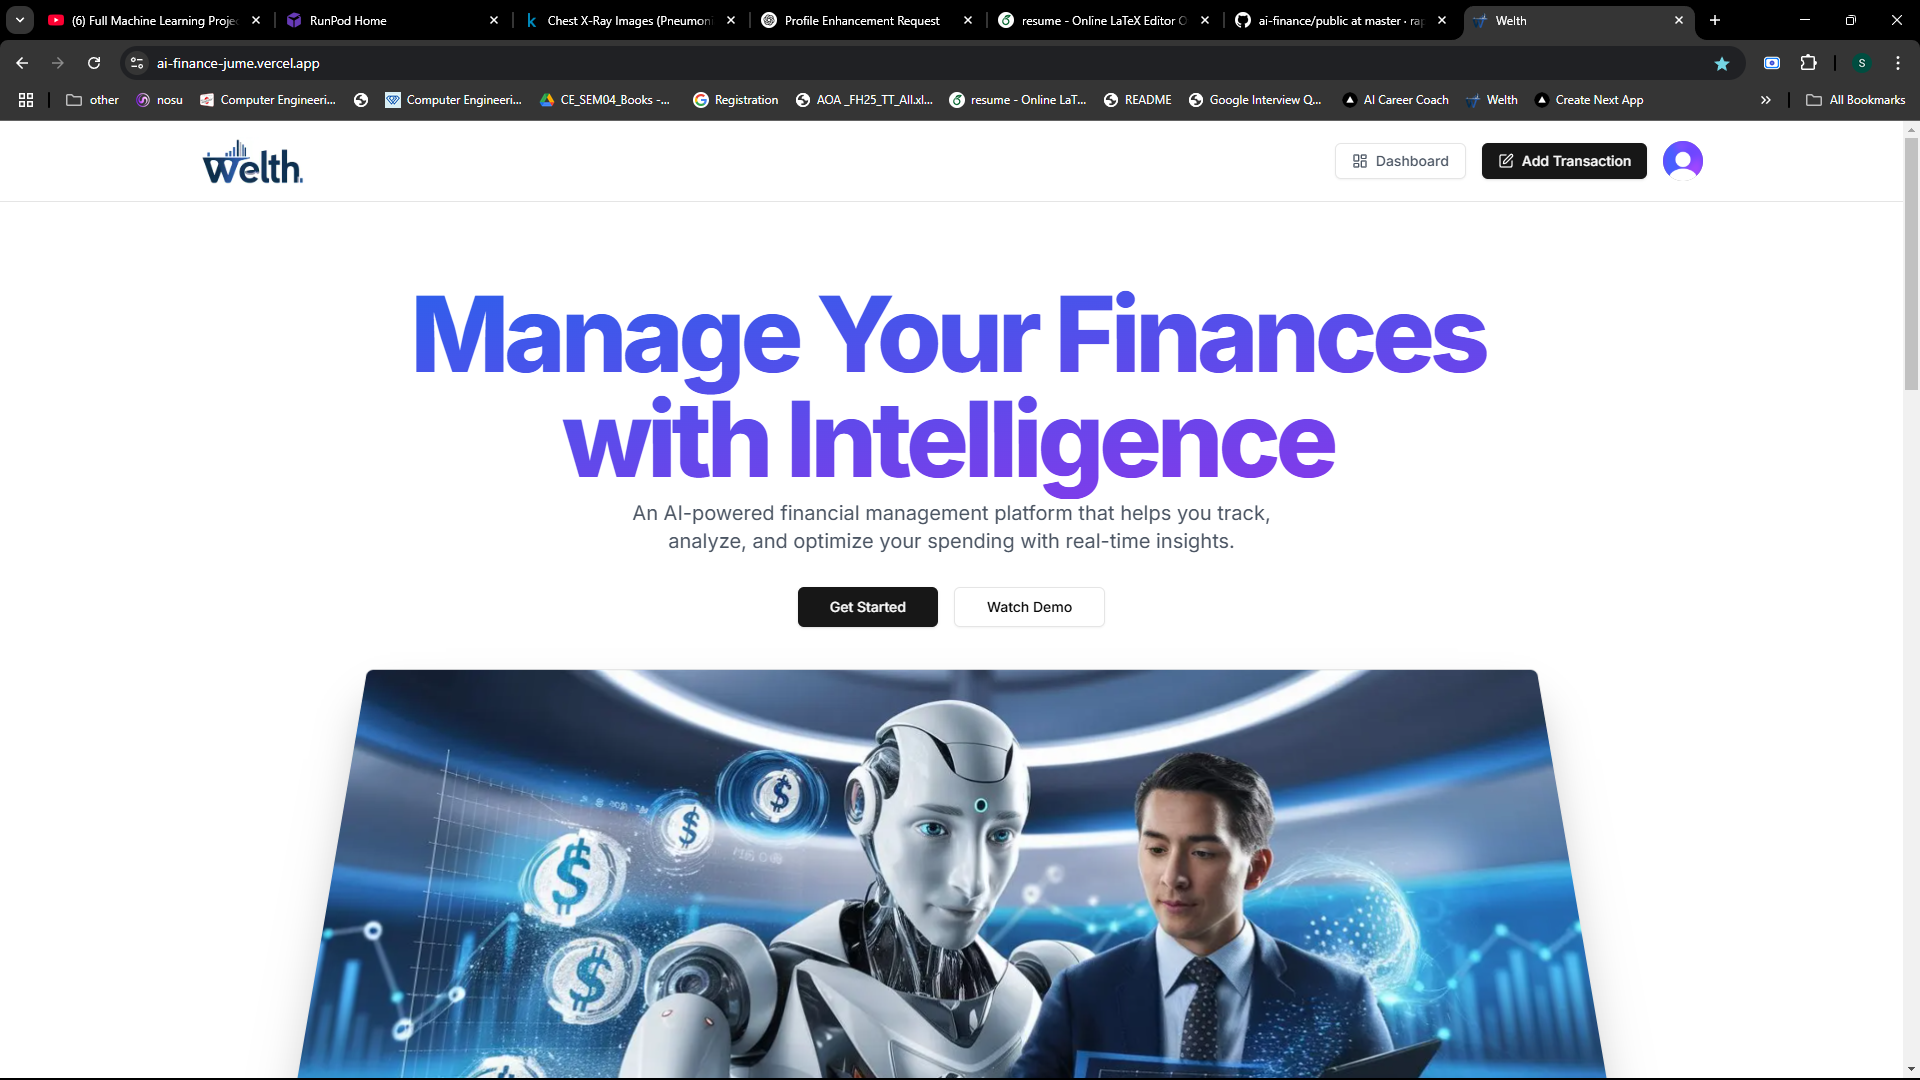 (6) Full Machine Learning Projec
RunPod Home
Chest X-Ray Images (Pneumoni
Profile Enhancement Request
resume - Online LaTeX Editor O
ai-finance/public at master · rap
Welth
ai-finance-jume.vercel.app
S
other
nosu
Computer Engineeri...
Computer Engineeri...
CE_SEM04_Books -...
Registration
AOA _FH25_TT_All.xl...
resume - Online LaT...
README
Google Interview Q...
AI Career Coach
Welth
Create Next App
All Bookmarks
Welth.
Dashboard
Add Transaction
Manage Your Finances
with Intelligence
An AI-powered financial management platform that helps you track,
analyze, and optimize your spending with real-time insights.
Get Started
Watch Demo
$
$
$
$
$